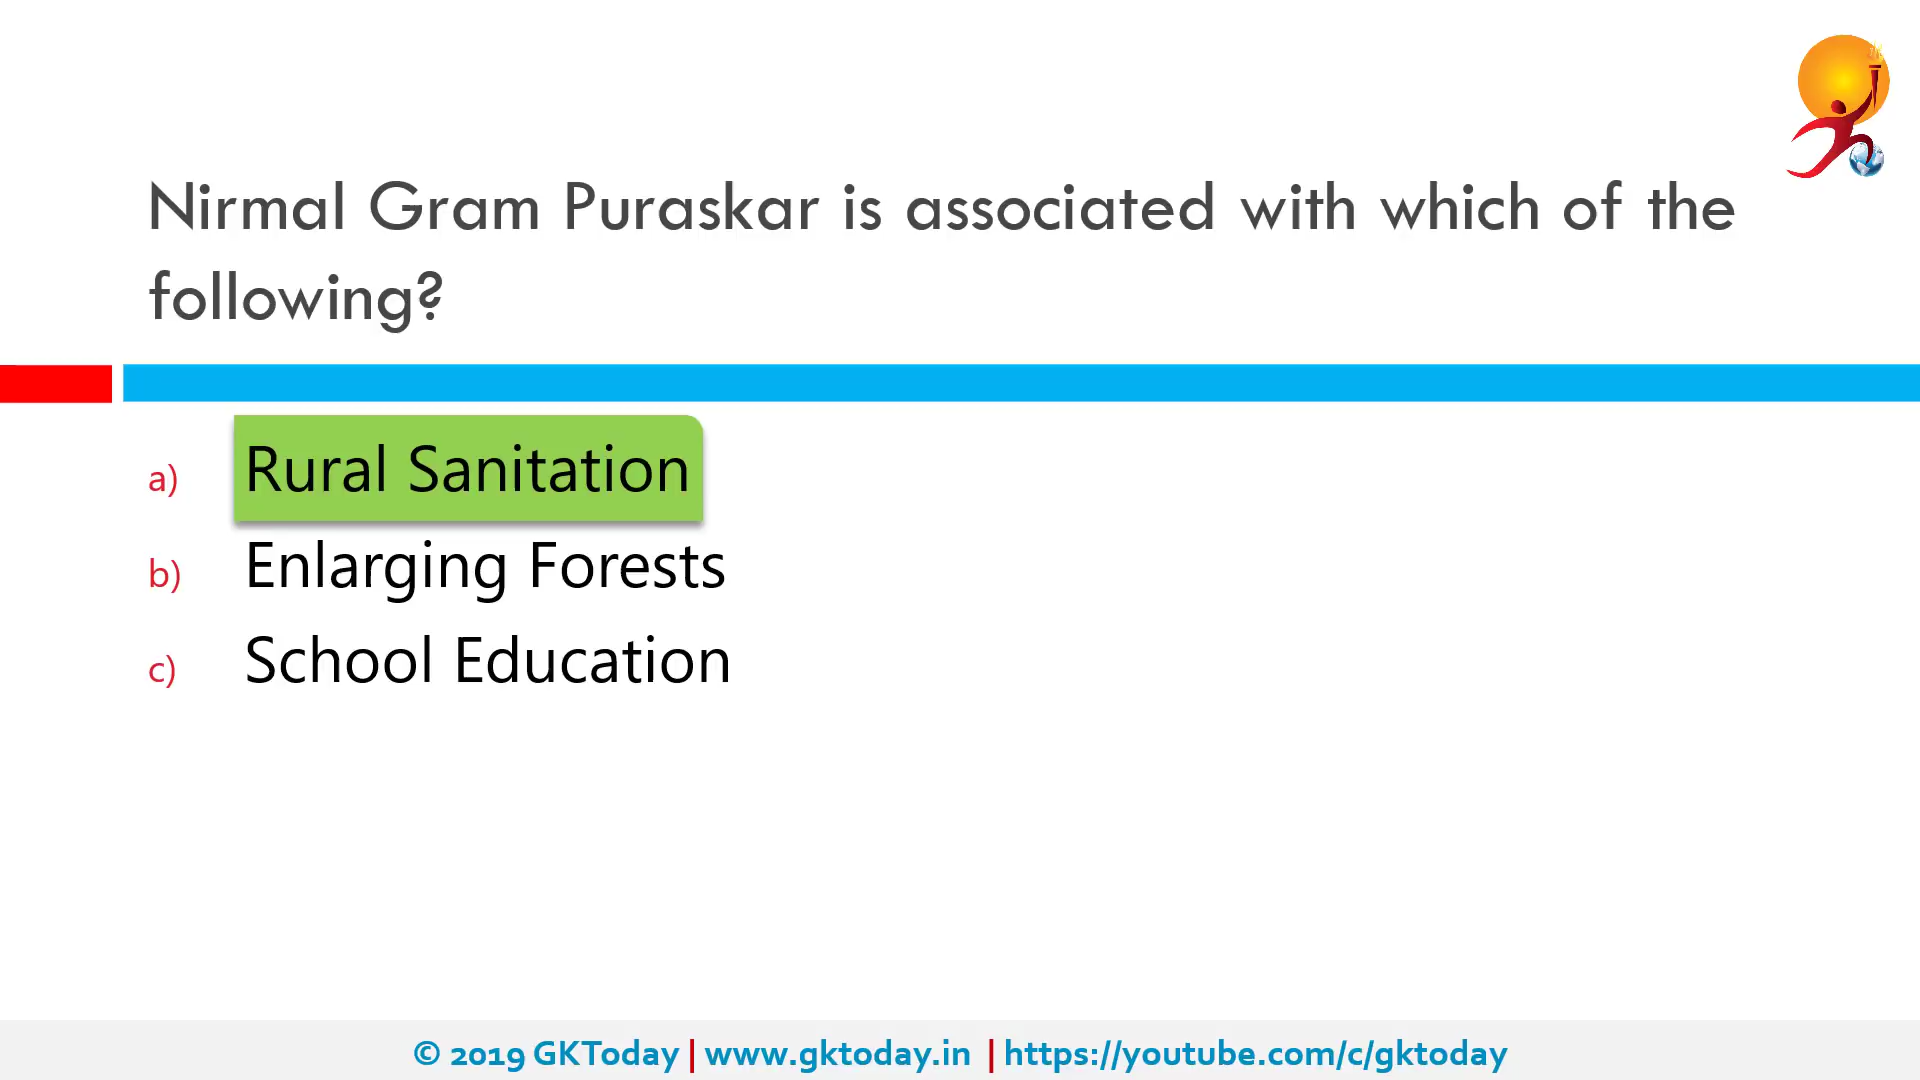 Nirmal Gram Puraskar is associated with which of the
following?
a) Rural Sanitation
b) Enlarging Forests
c) School Education
© 2019 GKToday | www.gktoday.in | https://youtube.com/c/gktoday